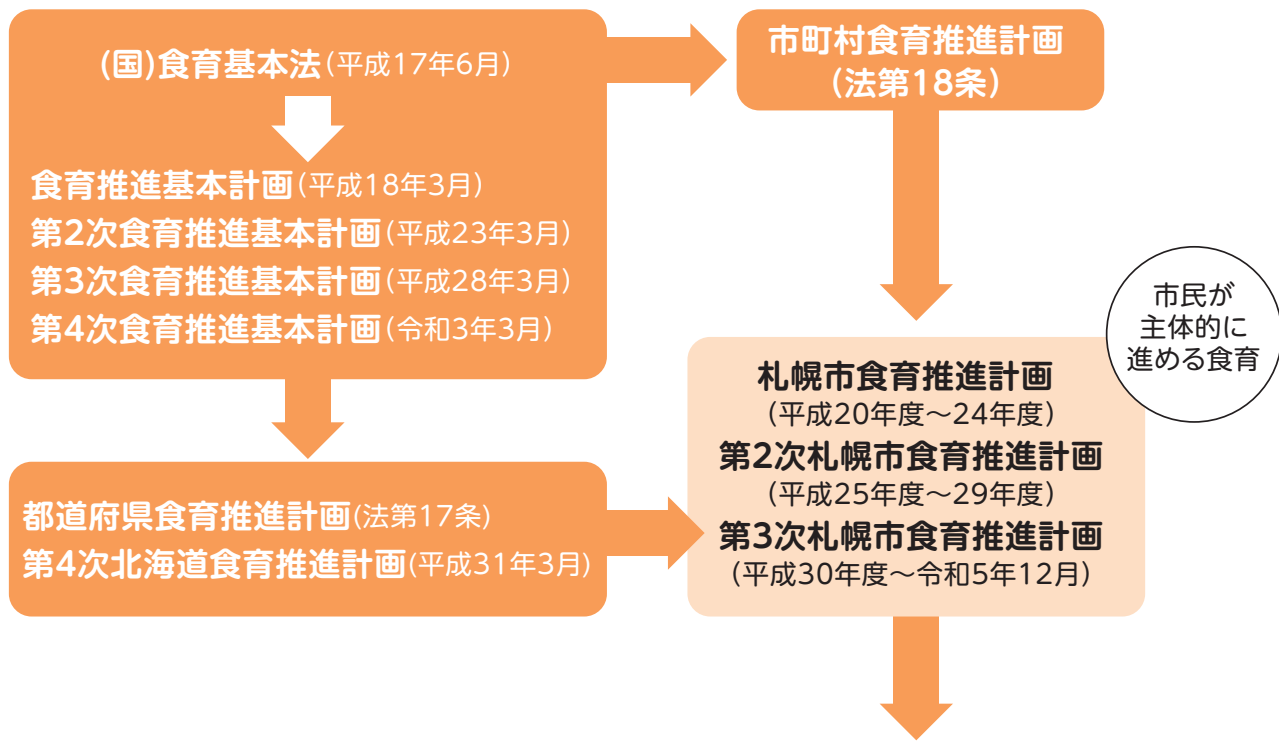 (国)食育基本法(平成17年6月)
食育推進基本計画(平成18年3月)
第2次食育推進基本計画(平成23年3月)
第3次食育推進基本計画(平成28年3月)
第4次食育推進基本計画(令和3年3月)
都道府県食育推進計画(法第17条)
第4次北海道食育推進計画(平成31年3月)
市町村食育推進計画
(法第18条)
市民が
主体的に
進める食育
札幌市食育推進計画
(平成20年度～24年度)
第2次札幌市食育推進計画
(平成25年度～29年度)
第3次札幌市食育推進計画
(平成30年度～令和5年12月)